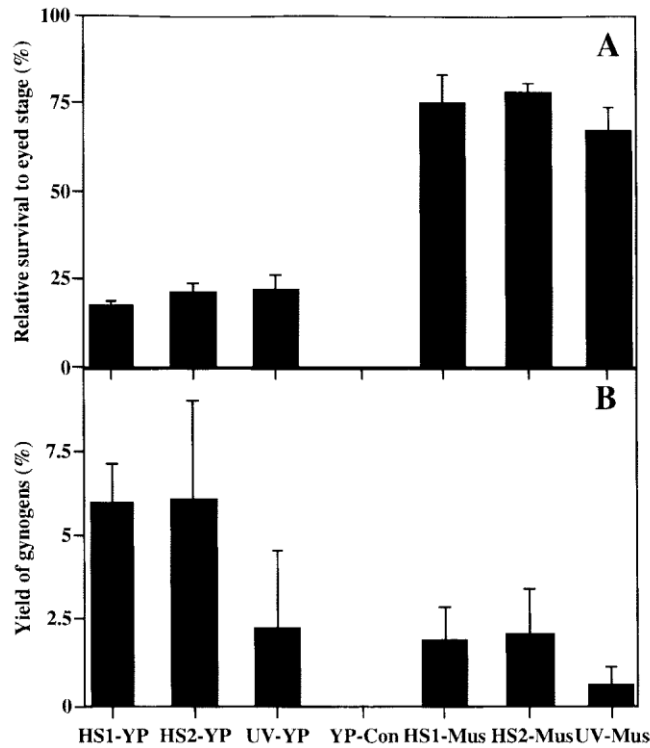 100
A
75
50
25
0
Relative survival to eyed stage (%)
B
7.5
5
2.5
0
Yield of gynogens (%)
HS1-YP HS2-YP UV-YP YP-Con HS1-Mus HS2-Mus UV-Mus